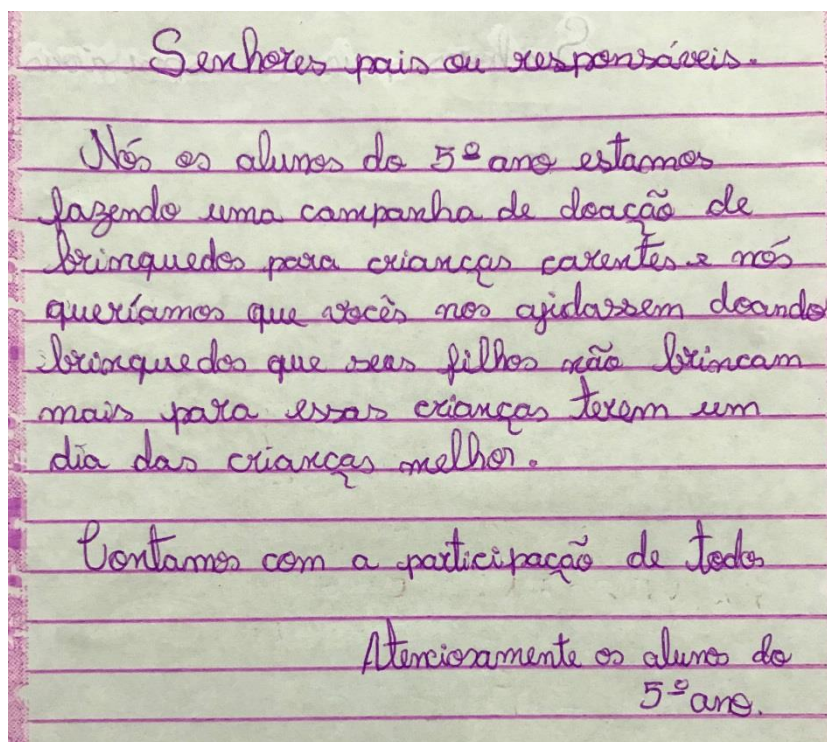 Senhores pais ou responsáveis.
Nós os alunos do 5º ano estamos
fazendo uma campanha de doação de
brinquedos para crianças carentes e nós
queríamos que vocês nos ajudassem doando
brinquedos que seus filhos não brincam
mais para essas crianças terem um
dia das crianças melhor.
Contamos com a participação de todos
Atenciosamente os alunos do
5º ano.